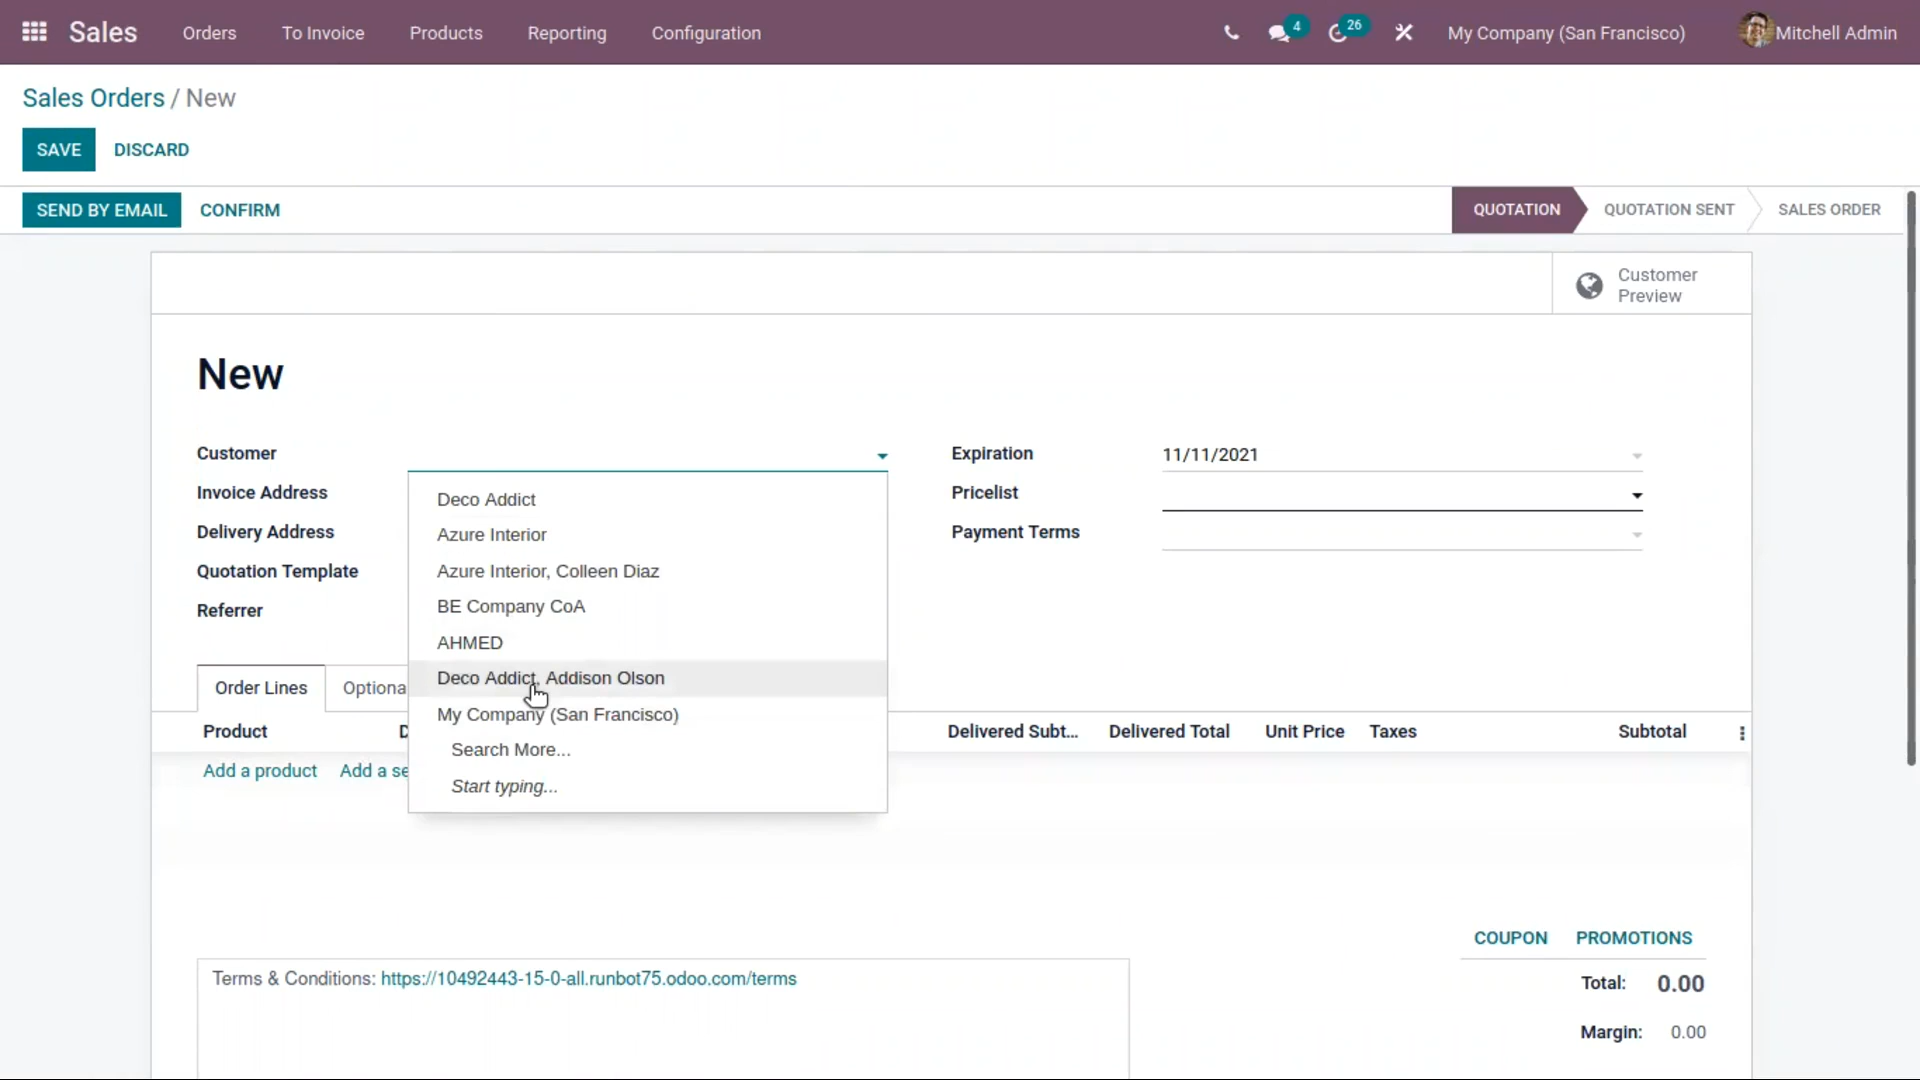 Sales Orders To Invoice Products Reporting Configuration 4 26 My Company (San Francisco) Mitchell Admin
Sales Orders / New
SAVE DISCARD
SEND BY EMAIL CONFIRM QUOTATION QUOTATION SENT SALES ORDER
Customer
Preview
New
Customer Expiration 11/11/2021
Invoice Address Pricelist
Delivery Address Payment Terms
Quotation Template
Referrer
Deco Addict
Azure Interior
Azure Interior, Colleen Diaz
BE Company CoA
AHMED
Deco Addict, Addison Olson
My Company (San Francisco)
Search More...
Start typing...
Order Lines Optiona
Product D Delivered Subt... Delivered Total Unit Price Taxes Subtotal
Add a product Add a se
COUPON PROMOTIONS
Terms & Conditions: https://10492443-15-0-all.runbot75.odoo.com/terms
Total: 0.00
Margin: 0.00